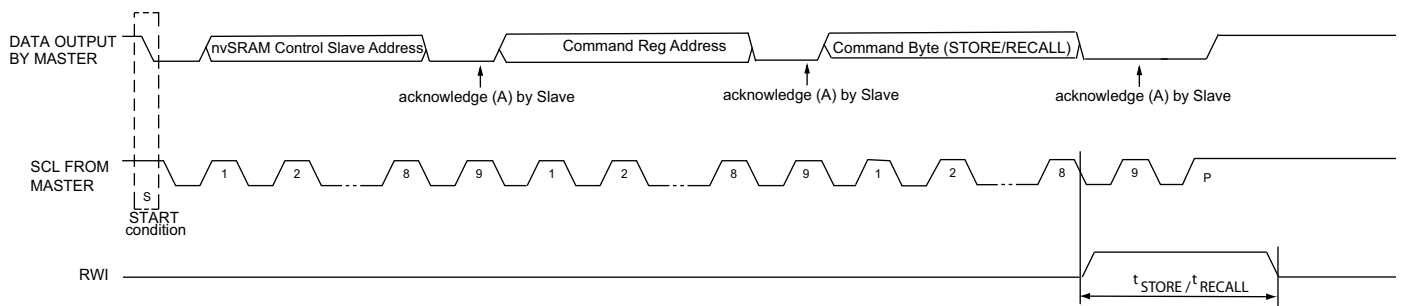 DATA OUTPUT
BY MASTER
nvSRAM Control Slave Address
Command Reg Address
Command Byte (STORE/RECALL)
acknowledge (A) by Slave
acknowledge (A) by Slave
acknowledge (A) by Slave
SCL FROM
MASTER
S
1
2
8
9
1
2
8
9
1
2
8
9
P
START
condition
RWI
tSTORE / tRECALL